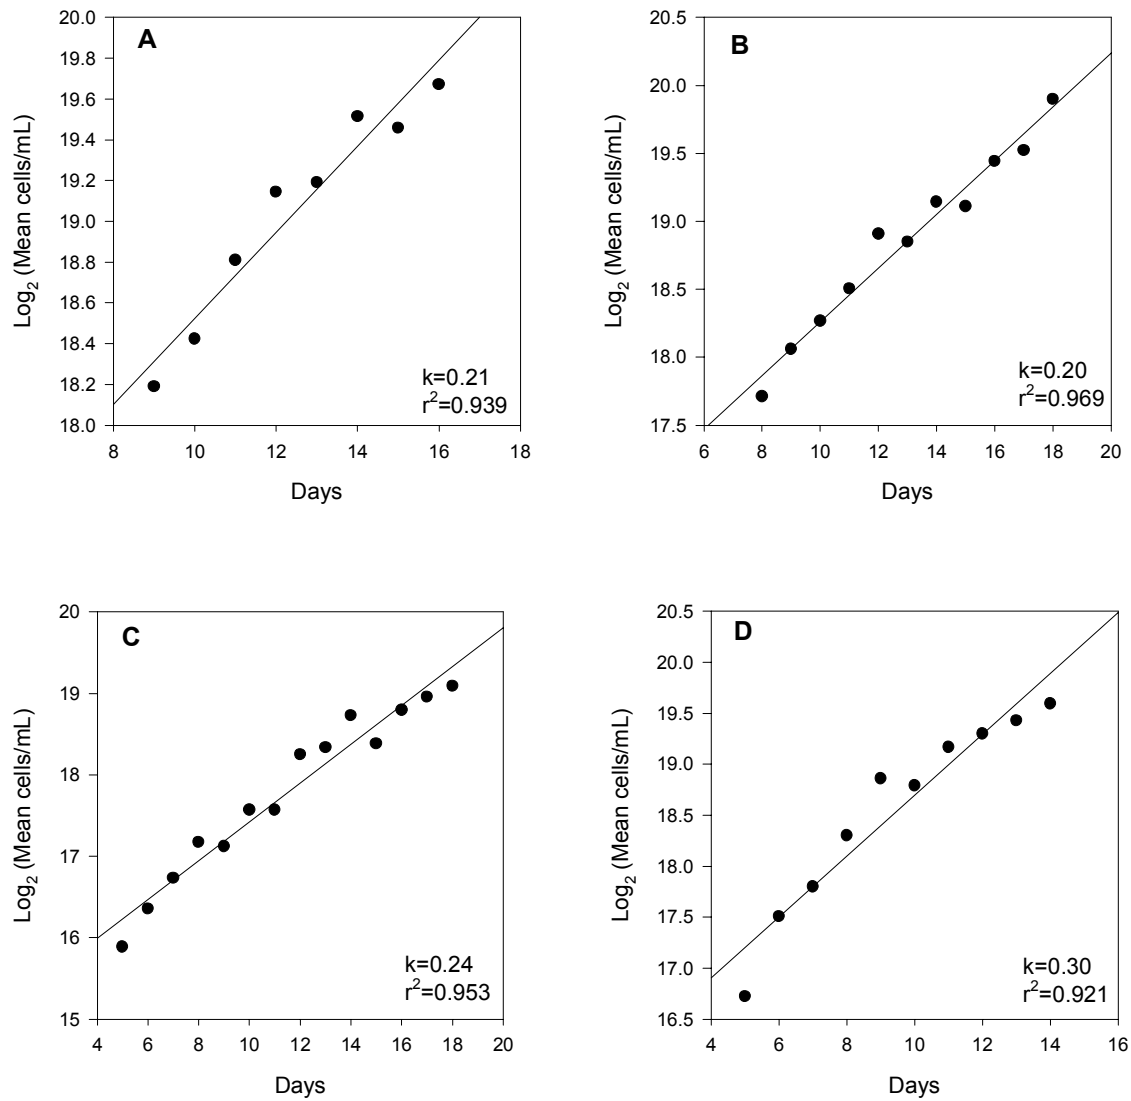 A
20.0
19.8
19.6
19.4
19.2
19.0
18.8
18.6
18.4
18.2
18.0
Log2 (Mean cells/mL)
k=0.21
r2=0.939
8 10 12 14 16 18
Days
B
20.5
20.0
19.5
19.0
18.5
18.0
17.5
Log2 (Mean cells/mL)
k=0.20
r2=0.969
6 8 10 12 14 16 18 20
Days
C
20
19
18
17
16
15
Log2 (Mean cells/mL)
k=0.24
r2=0.953
4 6 8 10 12 14 16 18 20
Days
D
20.5
20.0
19.5
19.0
18.5
18.0
17.5
17.0
16.5
Log2 (Mean cells/mL)
k=0.30
r2=0.921
4 6 8 10 12 14 16
Days